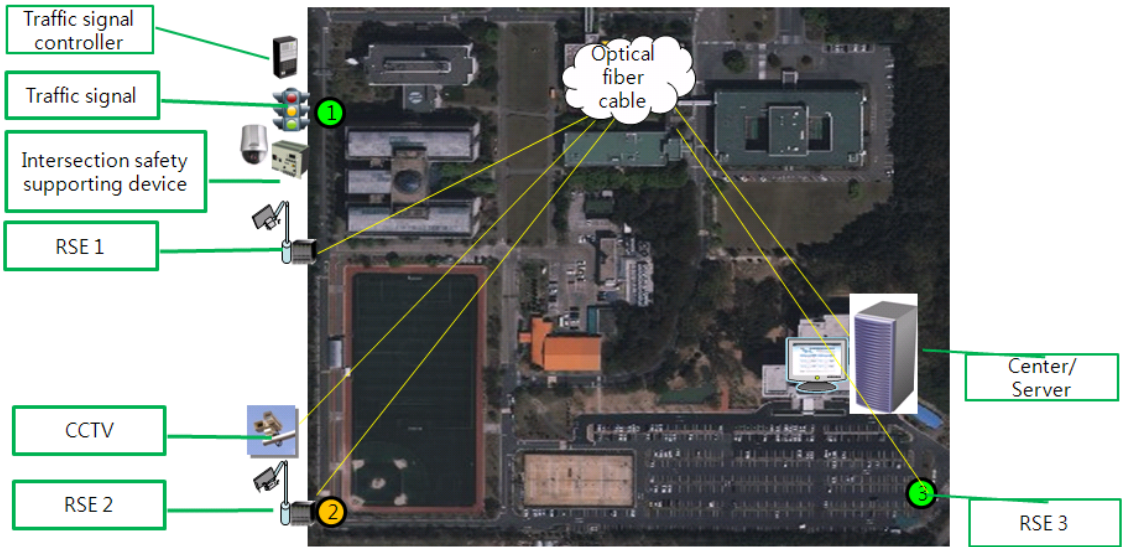 Traffic signal
controller
Traffic signal
Intersection safety
supporting device
RSE 1
CCTV
RSE 2
Optical
fiber
cable
1
2
3
Center/
Server
RSE 3